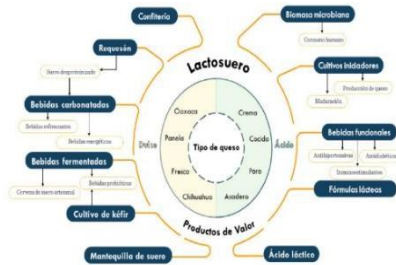 Confitería
Requesón
Suero desproteinizado
Bebidas carbonatadas
Bebidas refrescantes
Bebidas energéticas
Bebidas fermentadas
Bebidas probióticas
Cerveza de suero artesanal
Cultivo de kéfir
Mantequilla de suero
Lactosuero
Dulce
Oaxaca
Panela
Fresco
Chihuahua
Tipo de queso
Crema
Cocido
Poro
Asadero
Ácido
Productos de Valor
Biomasa microbiana
Consumo humano
Cultivos iniciadores
Producción de queso
Maduración
Bebidas funcionales
Antihipertensivas
Antidiabéticas
Inmunoestimulantes
Fórmulas lácteas
Ácido láctico